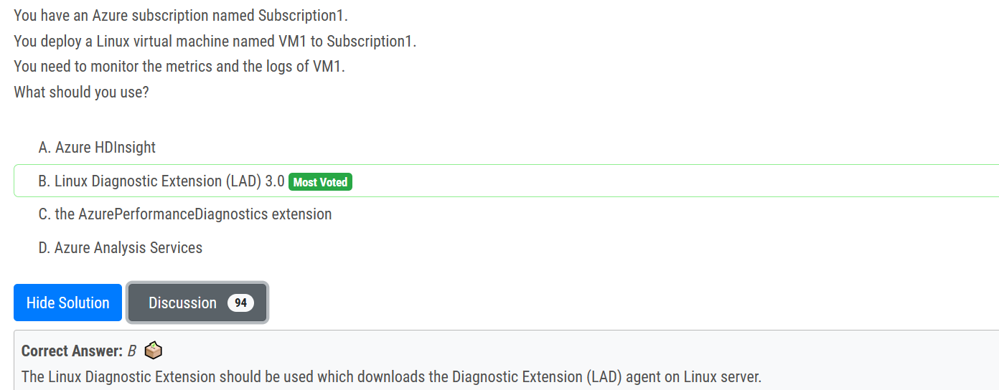 You have an Azure subscription named Subscription1.
You deploy a Linux virtual machine named VM1 to Subscription1.
You need to monitor the metrics and the logs of VM1.
What should you use?
A. Azure HDInsight
B. Linux Diagnostic Extension (LAD) 3.0 Most Voted
C. the AzurePerformanceDiagnostics extension
D. Azure Analysis Services
Hide Solution Discussion 94
Correct Answer: B
The Linux Diagnostic Extension should be used which downloads the Diagnostic Extension (LAD) agent on Linux server.